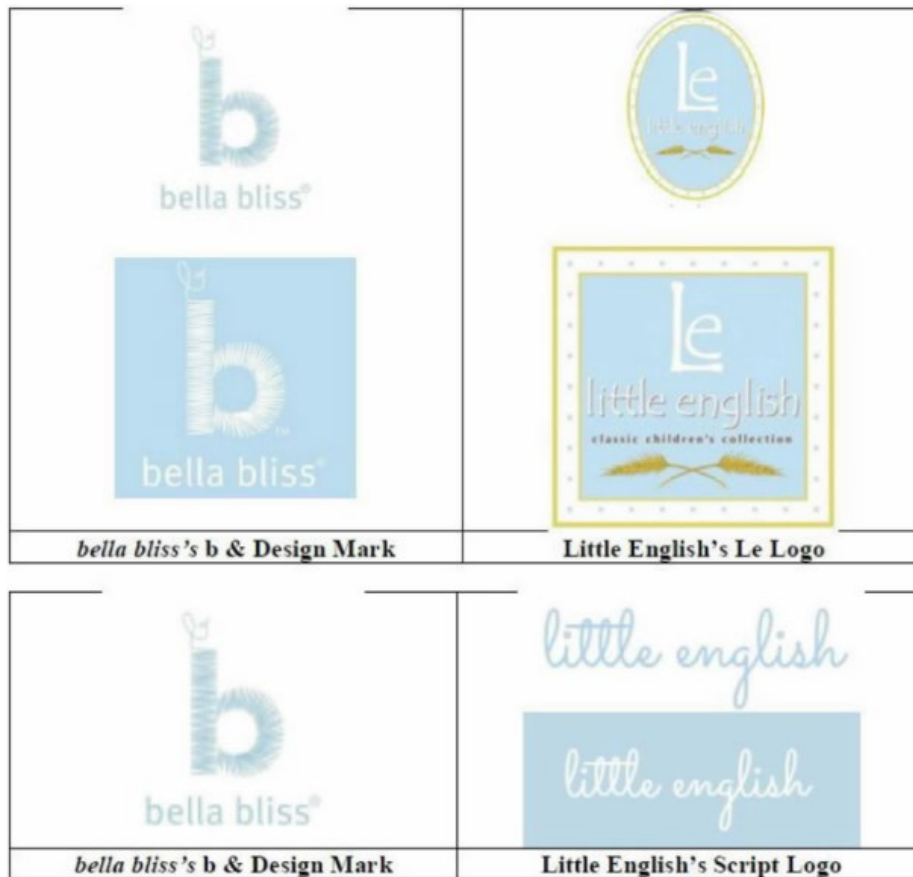 b
bella bliss®
b™
bella bliss®
bella bliss's b & Design Mark
Le
little english
Le
little english
classic children's collection
Little English's Le Logo
b
bella bliss®
bella bliss's b & Design Mark
little english
little english
Little English's Script Logo